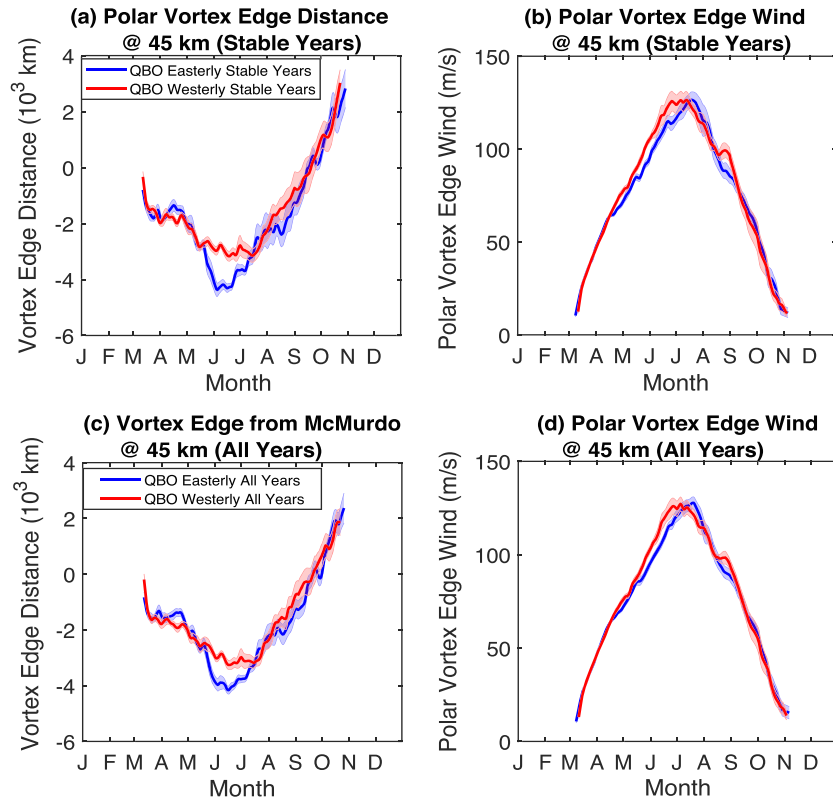 (a) Polar Vortex Edge Distance
@ 45 km (Stable Years)
Vortex Edge Distance (10^3 km)
4
2
0
-2
-4
-6
QBO Easterly Stable Years
QBO Westerly Stable Years
J F M A M J J A S O N D
Month
(b) Polar Vortex Edge Wind
@ 45 km (Stable Years)
Polar Vortex Edge Wind (m/s)
150
100
50
0
J F M A M J J A S O N D
Month
(c) Vortex Edge from McMurdo
@ 45 km (All Years)
Vortex Edge Distance (10^3 km)
4
2
0
-2
-4
-6
QBO Easterly All Years
QBO Westerly All Years
J F M A M J J A S O N D
Month
(d) Polar Vortex Edge Wind
@ 45 km (All Years)
Polar Vortex Edge Wind (m/s)
150
100
50
0
J F M A M J J A S O N D
Month